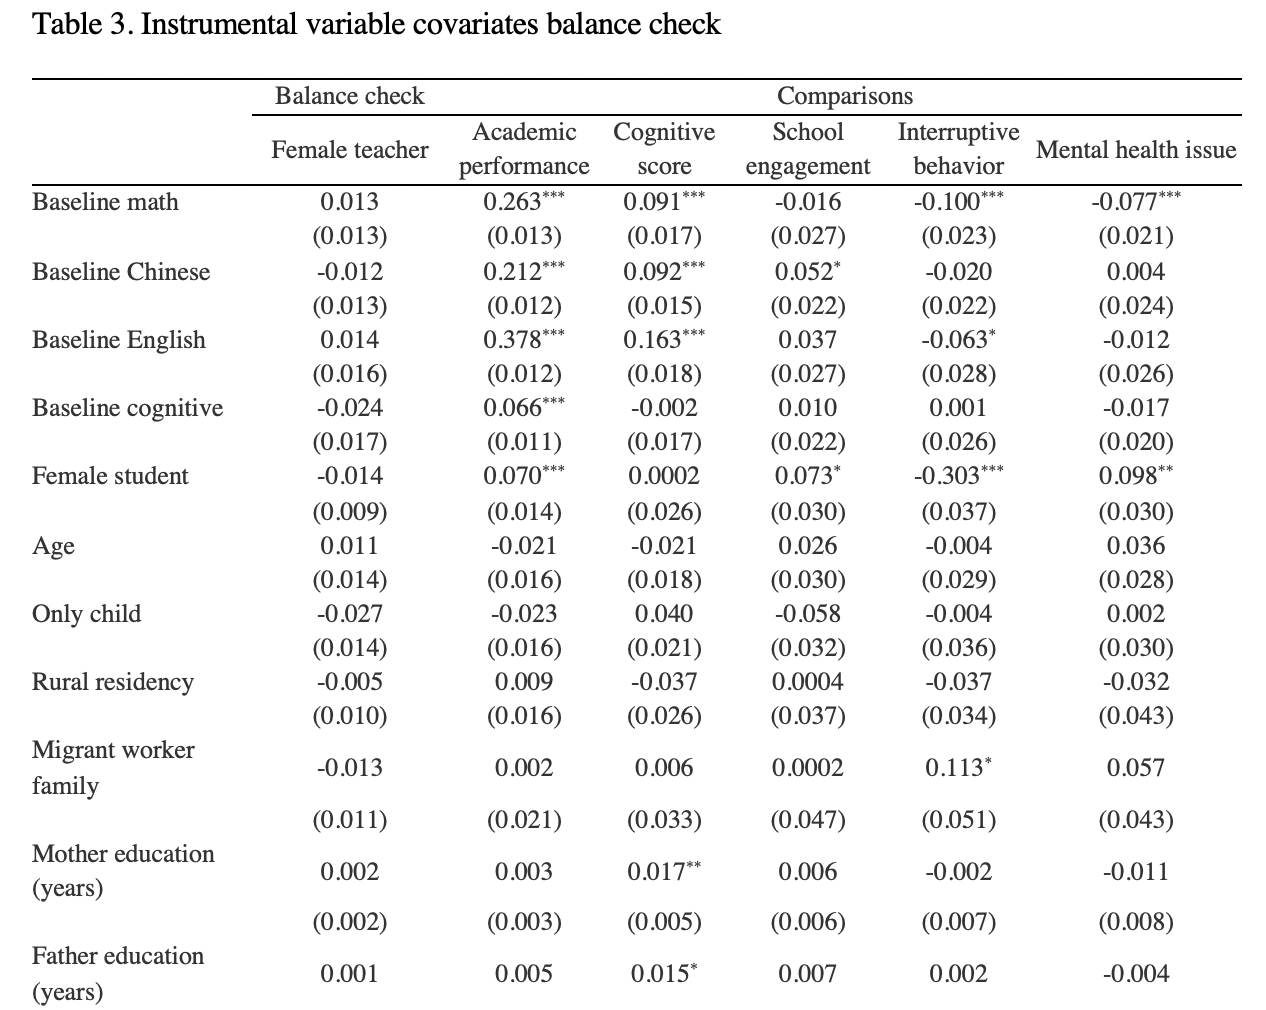 Table 3. Instrumental variable covariates balance check
Balance check Comparisons
Female teacher Academic performance Cognitive score School engagement Interruptive behavior Mental health issue
Baseline math 0.013 0.263*** 0.091*** -0.016 -0.100*** -0.077***
(0.013) (0.013) (0.017) (0.027) (0.023) (0.021)
Baseline Chinese -0.012 0.212*** 0.092*** 0.052* -0.020 0.004
(0.013) (0.012) (0.015) (0.022) (0.022) (0.024)
Baseline English 0.014 0.378*** 0.163*** 0.037 -0.063* -0.012
(0.016) (0.012) (0.018) (0.027) (0.028) (0.026)
Baseline cognitive -0.024 0.066*** -0.002 0.010 0.001 -0.017
(0.017) (0.011) (0.017) (0.022) (0.026) (0.020)
Female student -0.014 0.070*** 0.0002 0.073* -0.303*** 0.098**
(0.009) (0.014) (0.026) (0.030) (0.037) (0.030)
Age 0.011 -0.021 -0.021 0.026 -0.004 0.036
(0.014) (0.016) (0.018) (0.030) (0.029) (0.028)
Only child -0.027 -0.023 0.040 -0.058 -0.004 0.002
(0.014) (0.016) (0.021) (0.032) (0.036) (0.030)
Rural residency -0.005 0.009 -0.037 0.0004 -0.037 -0.032
(0.010) (0.016) (0.026) (0.037) (0.034) (0.043)
Migrant worker family -0.013 0.002 0.006 0.0002 0.113* 0.057
(0.011) (0.021) (0.033) (0.047) (0.051) (0.043)
Mother education (years) 0.002 0.003 0.017** 0.006 -0.002 -0.011
(0.002) (0.003) (0.005) (0.006) (0.007) (0.008)
Father education (years) 0.001 0.005 0.015* 0.007 0.002 -0.004